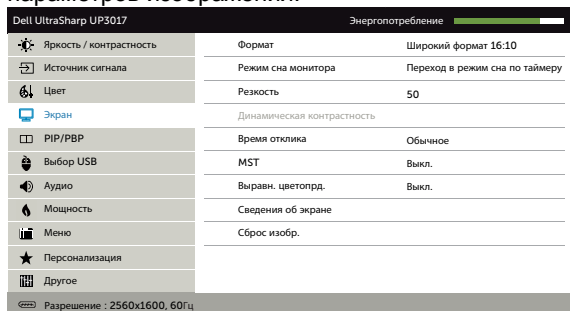 параметров изображения.
Dell UltraSharp UP3017 Энергопотребление
Яркость / контрастность Формат Широкий формат 16:10
Источник сигнала Режим сна монитора Переход в режим сна по таймеру
Цвет Резкость 50
Экран Динамическая контрастность
PIP/PBP Время отклика Обычное
Выбор USB MST Выкл.
Аудио Выравн. цветопрд. Выкл.
Мощность Сведения об экране
Меню Сброс изобр.
Персонализация
Другое
Разрешение : 2560x1600, 60Гц